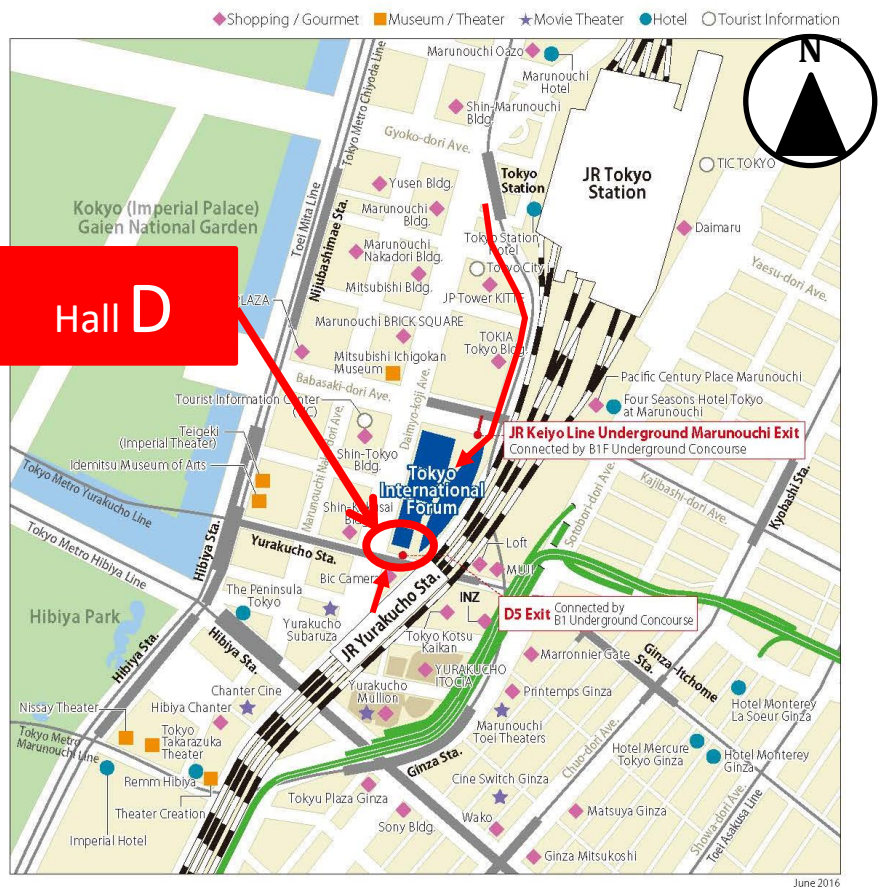 Shopping / Gourmet
Museum / Theater
Movie Theater
Hotel
Tourist Information
N
Marunouchi Oazo
Marunouchi
Hotel
Tokyo Metro Chiyoda Line
Shin-Marunouchi
Bldg.
Gyoko-dori Ave.
Tokyo
Station
JR Tokyo
Station
TIC TOKYO
Kokyo (Imperial Palace)
Gaien National Garden
Toei Mita Line
Nijubashimae Sta.
Yusen Bldg.
Marunouchi
Bldg.
Daimaru
Tokyo Station
Hotel
Marunouchi
Nakadori Bldg.
Tokyo City
Yaesu-dori Ave.
Mitsubishi Bldg.
JP Tower KITTE
Hall D
PLAZA
Marunouchi BRICK SQUARE
TOKIA
Tokyo Bldg.
Mitsubishi Ichigokan
Museum
Babasaki-dori Ave.
Daimyo-koji Ave.
Pacific Century Place Marunouchi
Four Seasons Hotel Tokyo
at Marunouchi
Tourist Information Center
Teigeki
(Imperial Theater)
Idemitsu Museum of Arts
Shin-Tokyo
Bldg.
JR Keiyo Line Underground Marunouchi Exit
Connected by B1F Underground Concourse
Tokyo
International
Forum
Kyobashi Sta.
Kajibashi-dori Ave.
Sotobori-dori Ave.
Tokyo Metro Yurakucho Line
Tokyo Metro Hibiya Line
Hibiya Sta.
Yurakucho Sta.
Loft
MUJI
Bic Camera
JR Yurakucho Sta.
INZ
D5 Exit
Connected by
B1 Underground Concourse
Hibiya Park
The Peninsula
Tokyo
Yurakucho
Subaruza
Tokyo Kotsu
Kaikan
Hibiya Sta.
Hibiya Sta.
Marronnier Gate
Ginza-Itchome
Sta.
YURAKUCHO
ITOCIA
Printemps Ginza
Hotel Monterey
La Soeur Ginza
Nissay Theater
Hibiya Chanter
Chanter Cine
Yurakucho
Mullion
Marunouchi
Toei Theaters
Tokyo
Takarazuka
Theater
Tokyo Metro
Marunouchi Line
Chuo-dori Ave.
Hotel Mercure
Tokyo Ginza
Hotel Monterey
Ginza
Ginza Sta.
Remm Hibiya
Theater Creation
Cine Switch Ginza
Tokyu Plaza Ginza
Imperial Hotel
Sony Bldg.
Wako
Matsuya Ginza
Showa-dori Ave.
Toei Asakusa Line
Ginza Mitsukoshi
June 2016